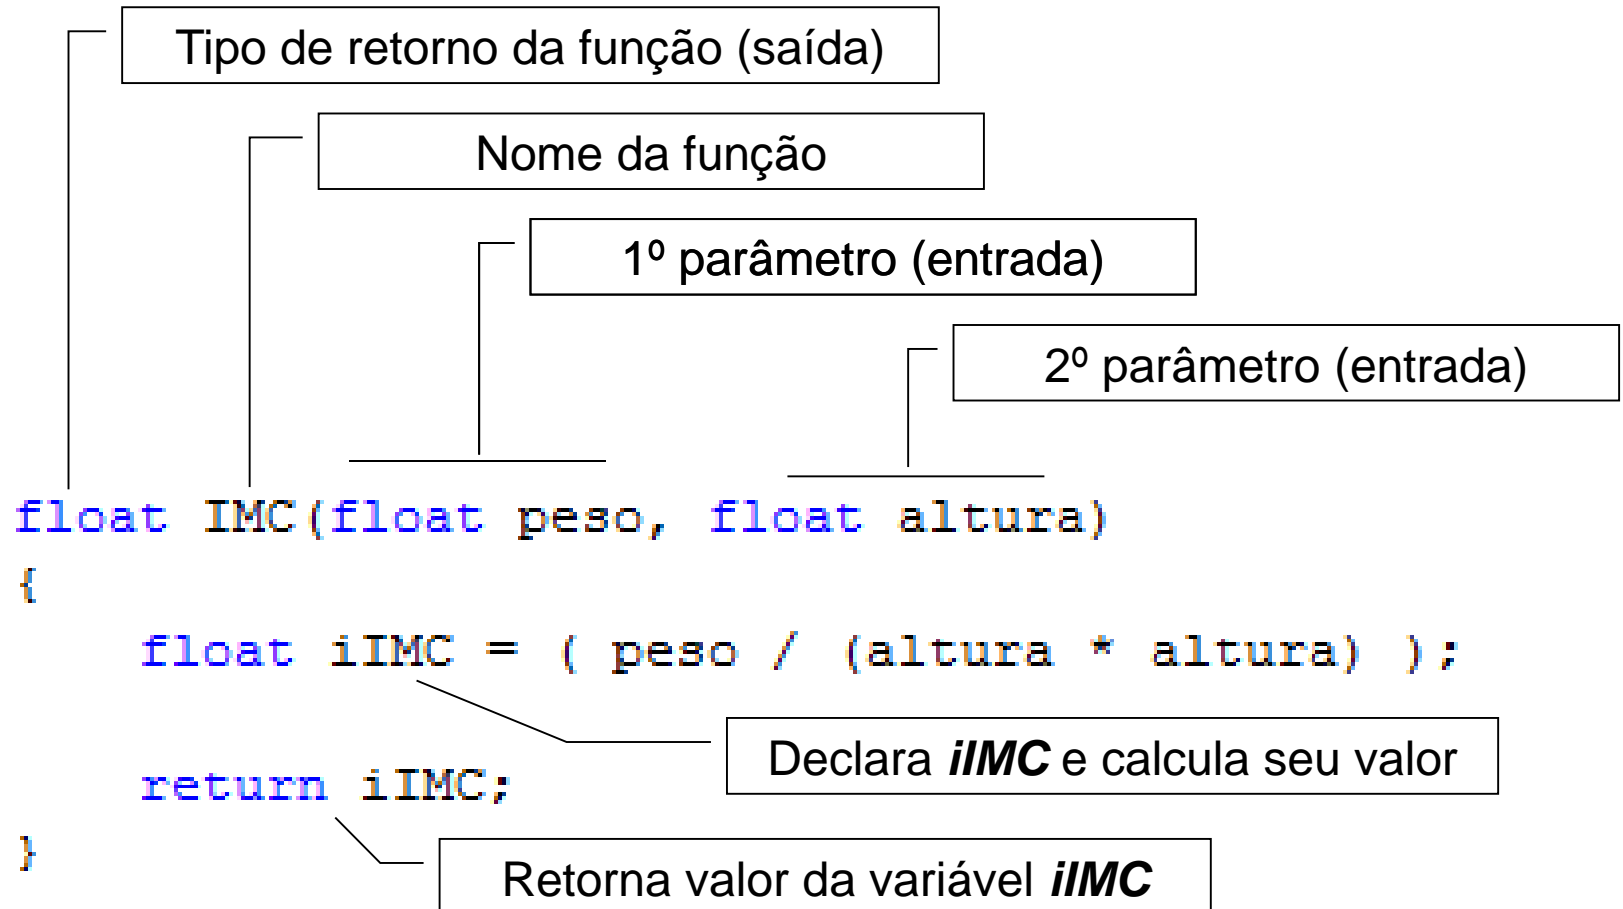 Tipo de retorno da função (saída)
Nome da função
1º parâmetro (entrada)
2º parâmetro (entrada)
float IMC(float peso, float altura)
{
float iIMC = ( peso / (altura * altura) );
Declara iIMC e calcula seu valor
return iIMC;
}
Retorna valor da variável iIMC